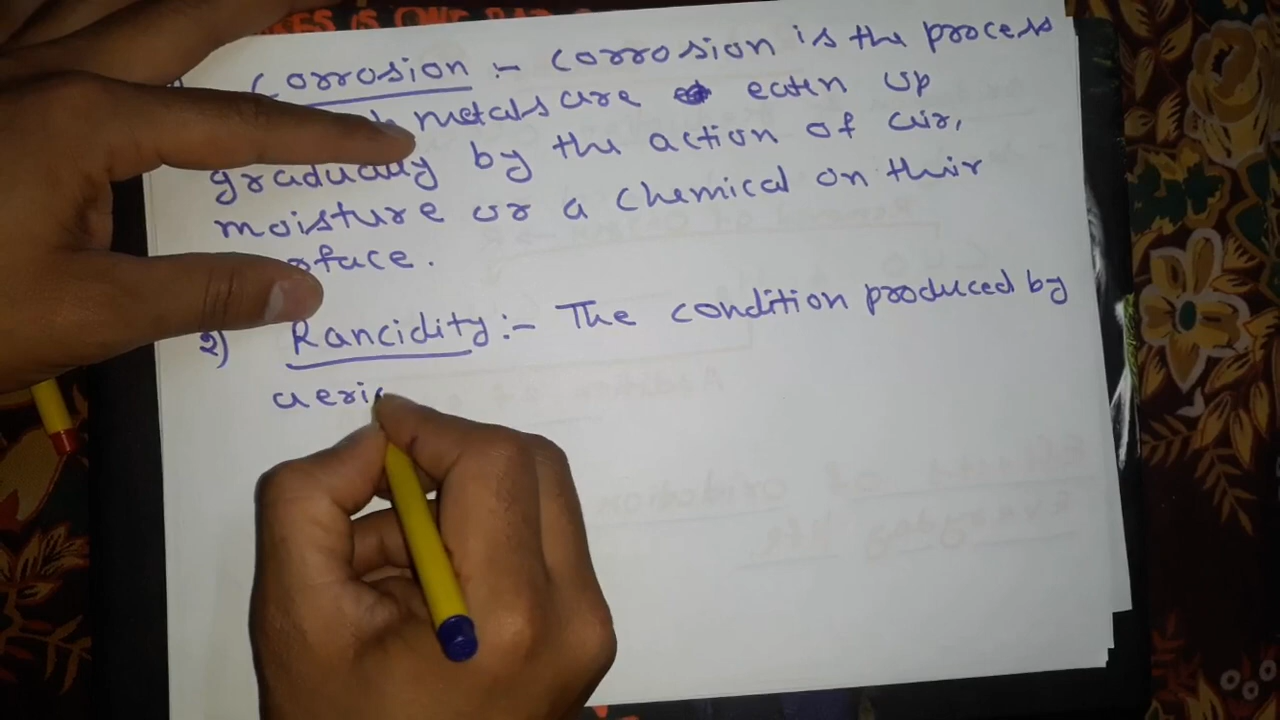 Corrosion :- Corrosion is the process
metals are eaten up
gradually by the action of air,
moisture or a chemical on their
face.
2) Rancidity :- The condition produced by
aeri